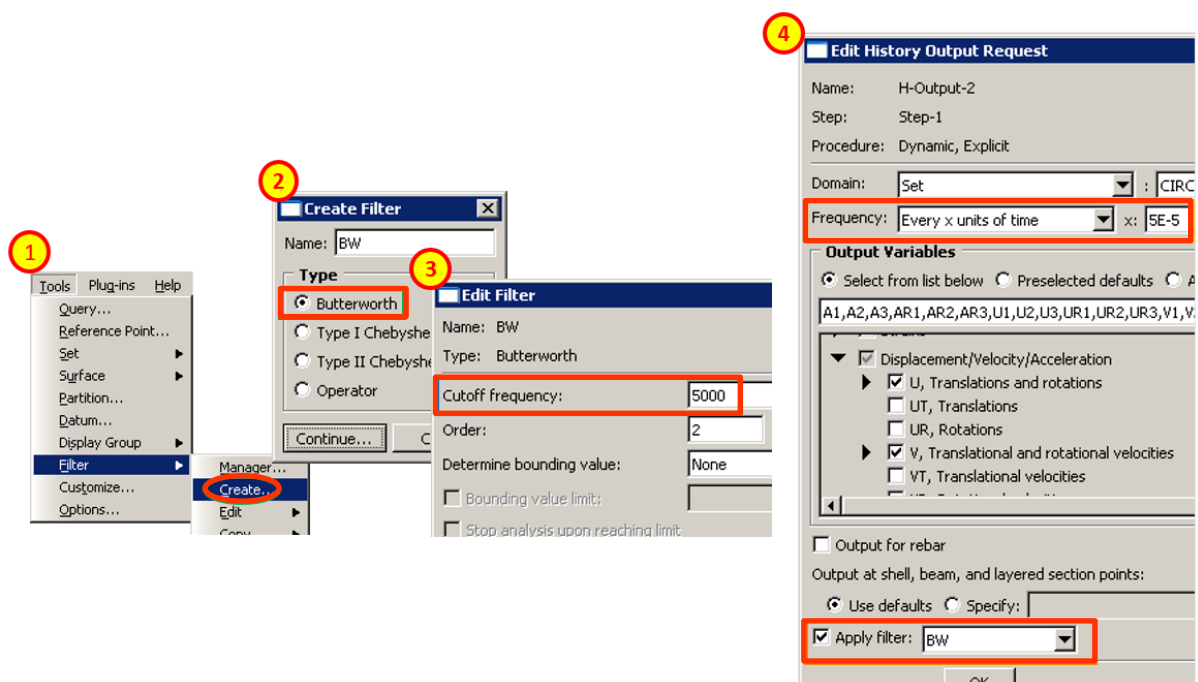 1
Tools Plug-ins Help
Query...
Reference Point...
Set
Surface
Partition...
Datum...
Display Group
Filter
Customize...
Options...
Manager...
Create...
Edit
Copy
2
Create Filter
Name: BW
Type
Butterworth
Type I Chebyshe
Type II Chebyshe
Operator
Continue... C
3
Edit Filter
Name: BW
Type: Butterworth
Cutoff frequency: 5000
Order: 2
Determine bounding value: None
Bounding value limit:
Stop analysis upon reaching limit
4
Edit History Output Request
Name: H-Output-2
Step: Step-1
Procedure: Dynamic, Explicit
Domain: Set : CIRC
Frequency: Every x units of time x: 5E-5
Output Variables
Select from list below Preselected defaults A
A1,A2,A3,AR1,AR2,AR3,U1,U2,U3,UR1,UR2,UR3,V1,V
Displacement/Velocity/Acceleration
U, Translations and rotations
UT, Translations
UR, Rotations
V, Translational and rotational velocities
VT, Translational velocities
Output for rebar
Output at shell, beam, and layered section points:
Use defaults Specify:
Apply filter: BW
OK